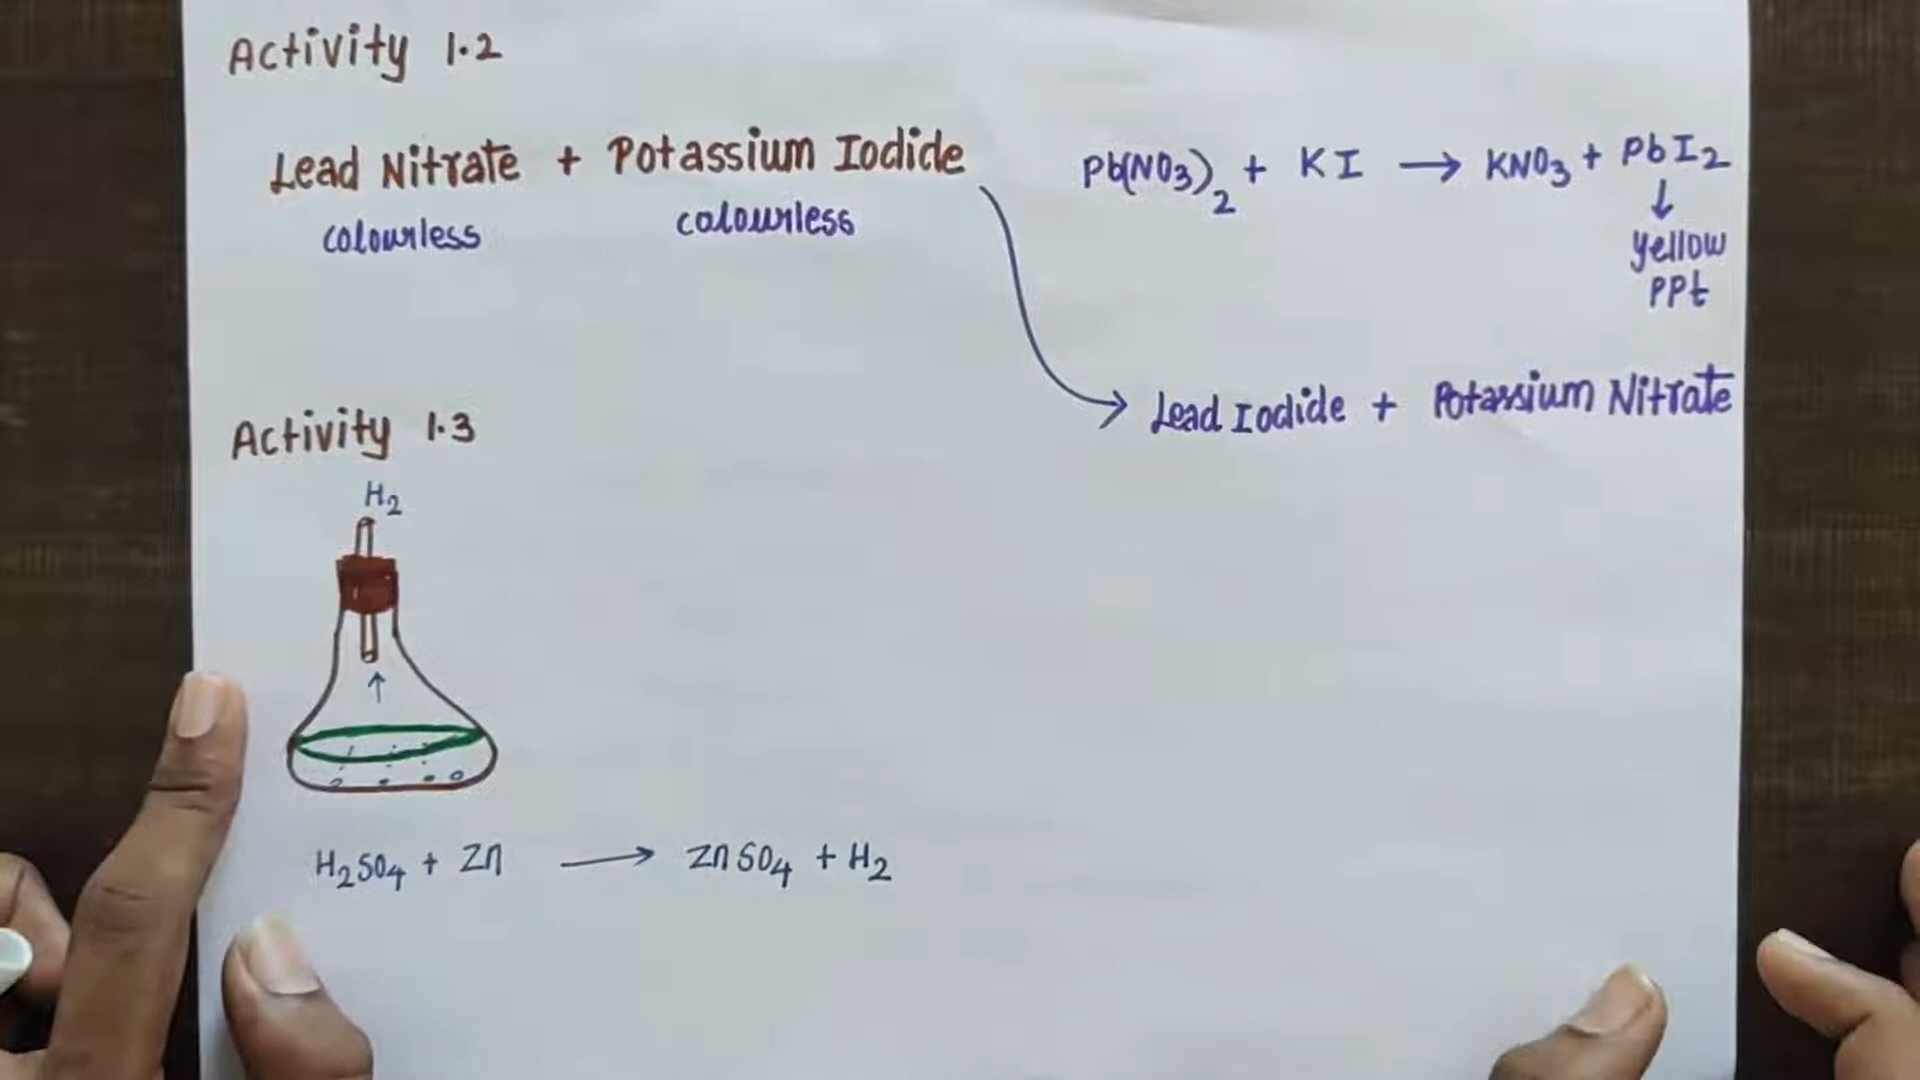 Activity 1.2
Lead Nitrate + Potassium Iodide
colourless colourless
Pb(NO3)2 + KI → KNO3 + PbI2
↓
yellow
PPt
→ Lead Iodide + Potassium Nitrate
Activity 1.3
H2
↑
H2SO4 + Zn → ZnSO4 + H2